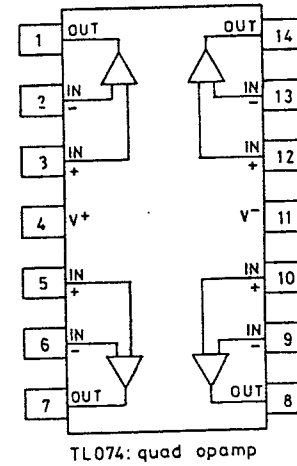 1 OUT OUT 14
2 IN - IN - 13
3 IN + IN + 12
4 V+ V- 11
5 IN + IN + 10
6 IN - IN - 9
7 OUT OUT 8
TL074: quad opamp